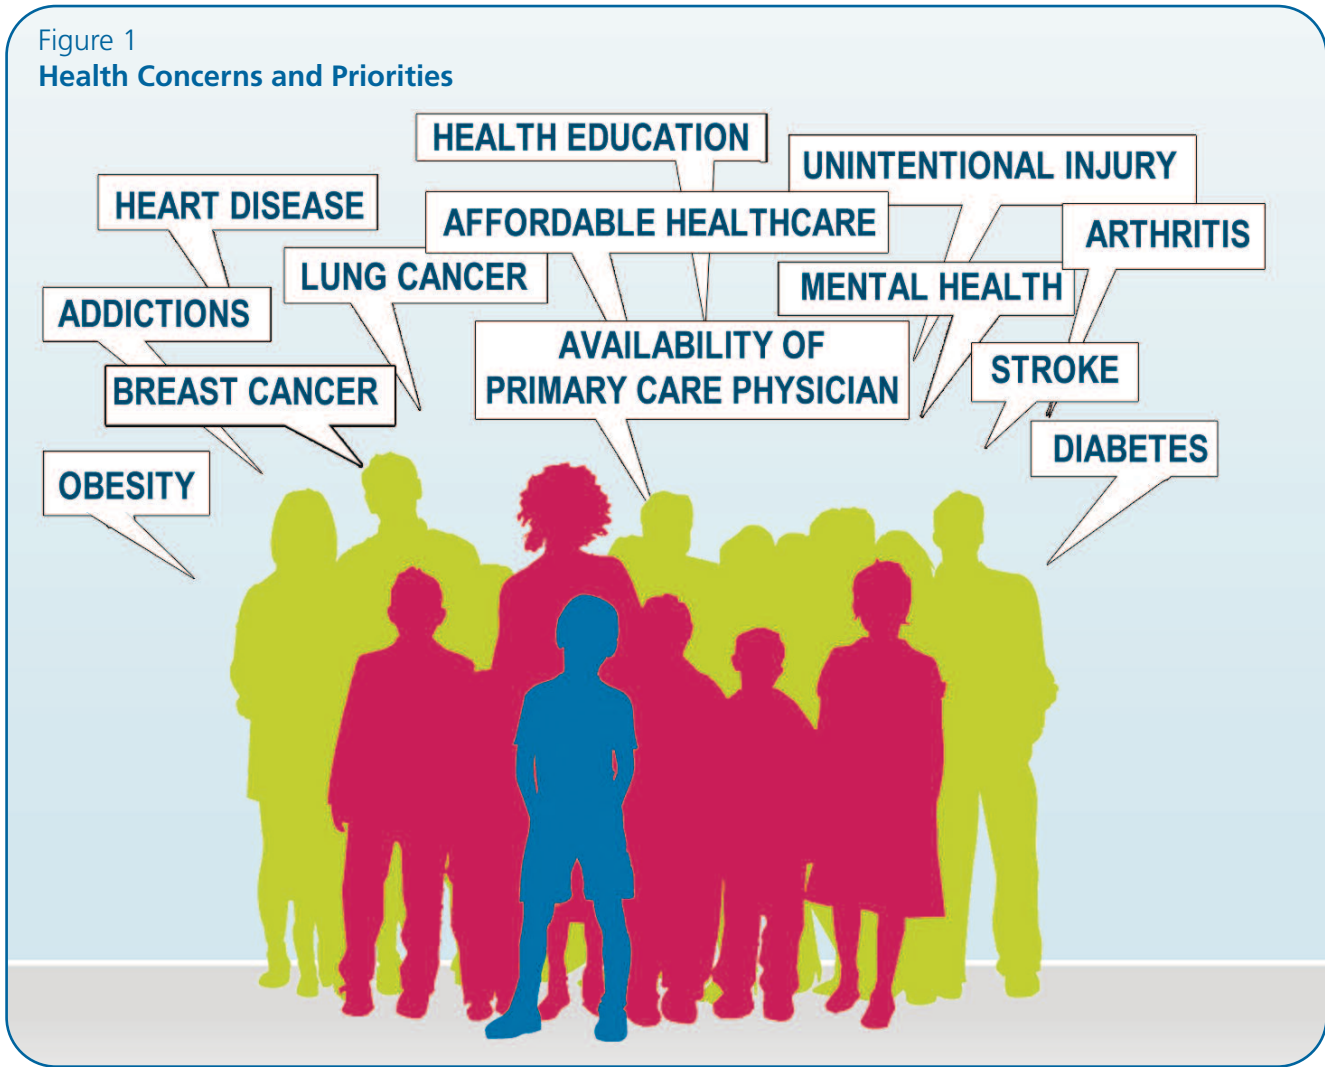 Figure 1
Health Concerns and Priorities
HEALTH EDUCATION
UNINTENTIONAL INJURY
HEART DISEASE
AFFORDABLE HEALTHCARE
ARTHRITIS
LUNG CANCER
MENTAL HEALTH
ADDICTIONS
AVAILABILITY OF
PRIMARY CARE PHYSICIAN
STROKE
BREAST CANCER
DIABETES
OBESITY